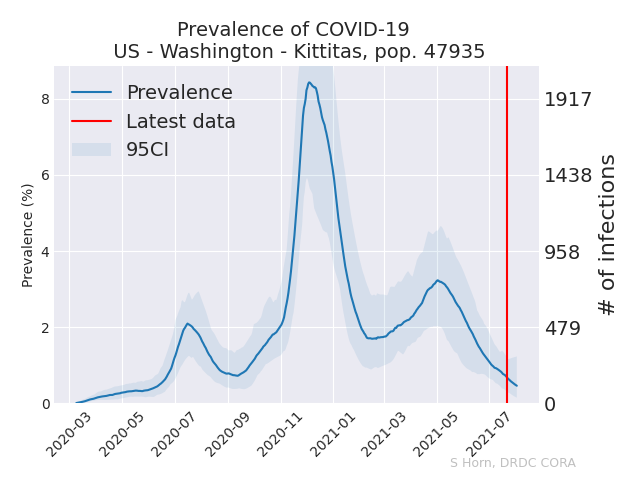 Prevalence of COVID-19
US - Washington - Kittitas, pop. 47935
Prevalence
Latest data
95CI
8
6
4
2
0
Prevalence (%)
1917
1438
958
479
0
# of infections
2020-03
2020-05
2020-07
2020-09
2020-11
2021-01
2021-03
2021-05
2021-07
S Horn, DRDC CORA